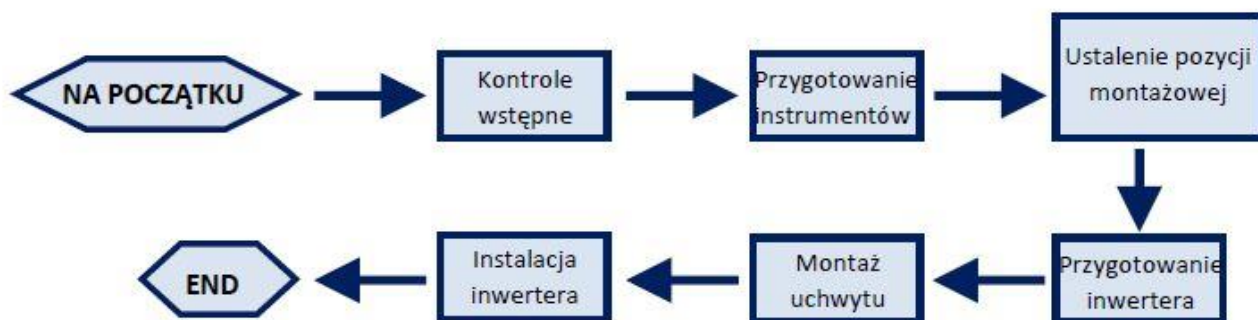 NA POCZĄTKU
Kontrole
wstępne
Przygotowanie
instrumentów
Ustalenie pozycji
montażowej
Przygotowanie
inwertera
Montaż
uchwytu
Instalacja
inwertera
END